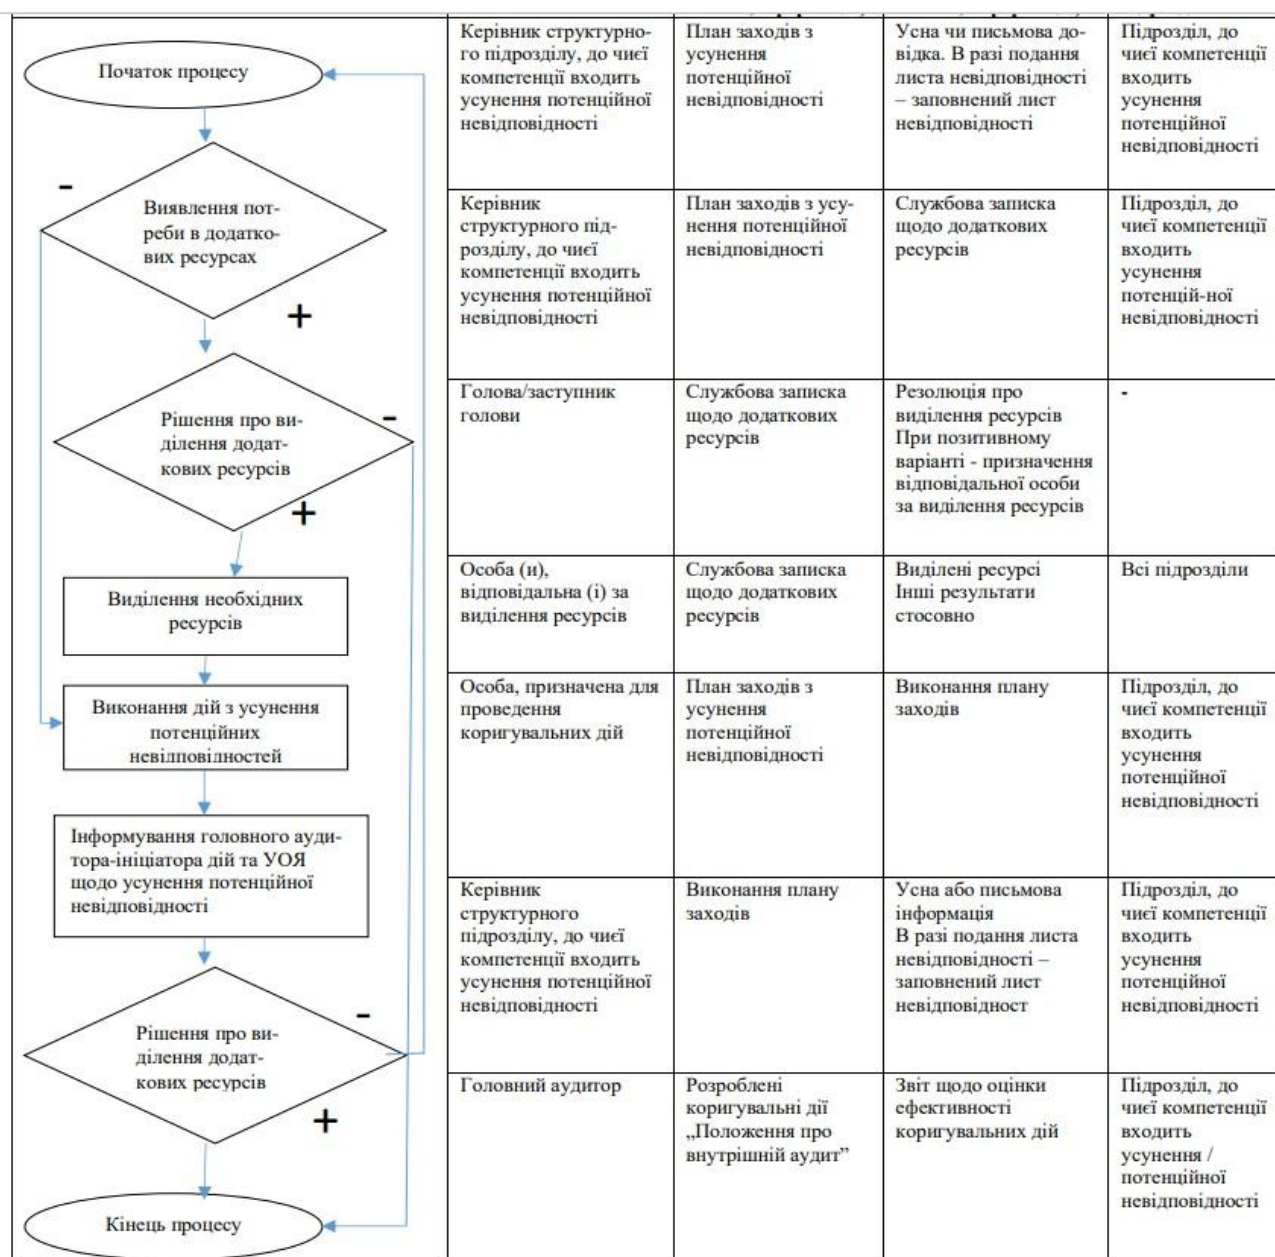 Початок процесу
-
Виявлення пот-
реби в додатко-
вих ресурсах
+
Рішення про ви-
ділення додат-
кових ресурсів
-
+
Виділення необхідних
ресурсів
Виконання дій з усунення
потенційних
невідповідностей
Інформування головного ауди-
тора-ініціатора дій та УОЯ
щодо усунення потенційної
невідповідності
Рішення про ви-
ділення додат-
кових ресурсів
-
+
Кінець процесу
Керівник структурно-
го підрозділу, до чиєї
компетенції входить
усунення потенційної
невідповідності
План заходів з
усунення
потенційної
невідповідності
Усна чи письмова до-
відка. В разі подання
листа невідповідності
– заповнений лист
невідповідності
Підрозділ, до
чиєї компетенції
входить
усунення
потенційної
невідповідності
Керівник
структурного під-
розділу, до чиєї
компетенції входить
усунення потенційної
невідповідності
План заходів з усу-
нення потенційної
невідповідності
Службова записка
щодо додаткових
ресурсів
Підрозділ, до
чиєї компетенції
входить
усунення
потенцій-ної
невідповідності
Голова/заступник
голови
Службова записка
щодо додаткових
ресурсів
Резолюція про
виділення ресурсів
При позитивному
варіанті - призначення
відповідальної особи
за виділення ресурсів
-
Особа (и),
відповідальна (і) за
виділення ресурсів
Службова записка
щодо додаткових
ресурсів
Виділені ресурсі
Інші результати
стосовно
Всі підрозділи
Особа, призначена для
проведення
коригувальних дій
План заходів з
усунення
потенційної
невідповідності
Виконання плану
заходів
Підрозділ, до
чиєї компетенції
входить
усунення
потенційної
невідповідності
Керівник
структурного
підрозділу, до чиєї
компетенції входить
усунення потенційної
невідповідності
Виконання плану
заходів
Усна або письмова
інформація
В разі подання листа
невідповідності –
заповнений лист
невідповідност
Підрозділ, до
чиєї компетенції
входить
усунення
потенційної
невідповідності
Головний аудитор
Розроблені
коригувальні дії
„Положення про
внутрішній аудит”
Звіт щодо оцінки
ефективності
коригувальних дій
Підрозділ, до
чиєї компетенції
входить
усунення /
потенційної
невідповідності